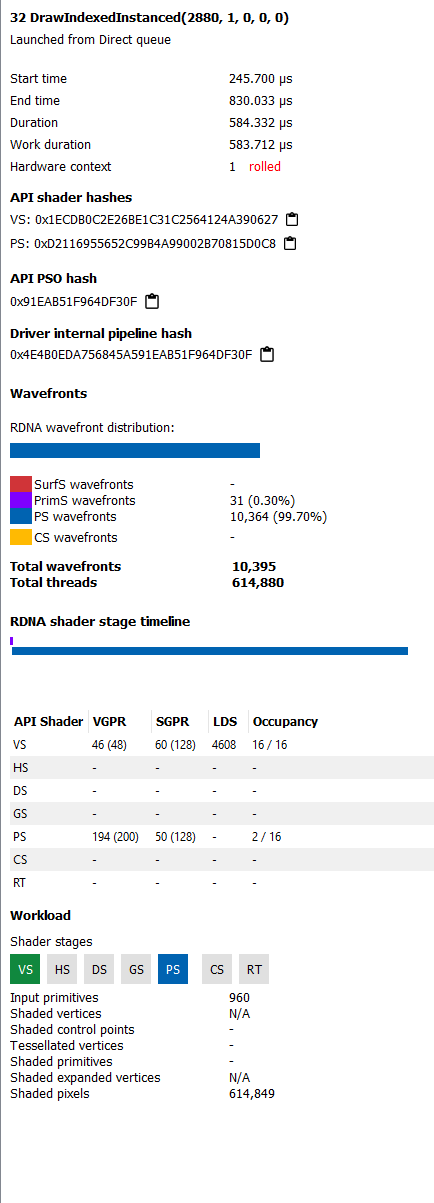 32 DrawIndexedInstanced(2880, 1, 0, 0, 0)
Launched from Direct queue
Start time 245.700 µs
End time 830.033 µs
Duration 584.332 µs
Work duration 583.712 µs
Hardware context 1 rolled
API shader hashes
VS: 0x1ECDB0C2E26BE1C31C2564124A390627
PS: 0xD2116955652C99B4A99002B70815D0C8
API PSO hash
0x91EAB51F964DF30F
Driver internal pipeline hash
0x4E4B0EDA756845A591EAB51F964DF30F
Wavefronts
RDNA wavefront distribution:
SurfS wavefronts -
PrimS wavefronts 31 (0.30%)
PS wavefronts 10,364 (99.70%)
CS wavefronts -
Total wavefronts 10,395
Total threads 614,880
RDNA shader stage timeline
API Shader VGPR SGPR LDS Occupancy
VS 46 (48) 60 (128) 4608 16 / 16
HS - - - -
DS - - - -
GS - - - -
PS 194 (200) 50 (128) - 2 / 16
CS - - - -
RT - - - -
Workload
Shader stages
VS HS DS GS PS CS RT
Input primitives 960
Shaded vertices N/A
Shaded control points -
Tessellated vertices -
Shaded primitives -
Shaded expanded vertices N/A
Shaded pixels 614,849